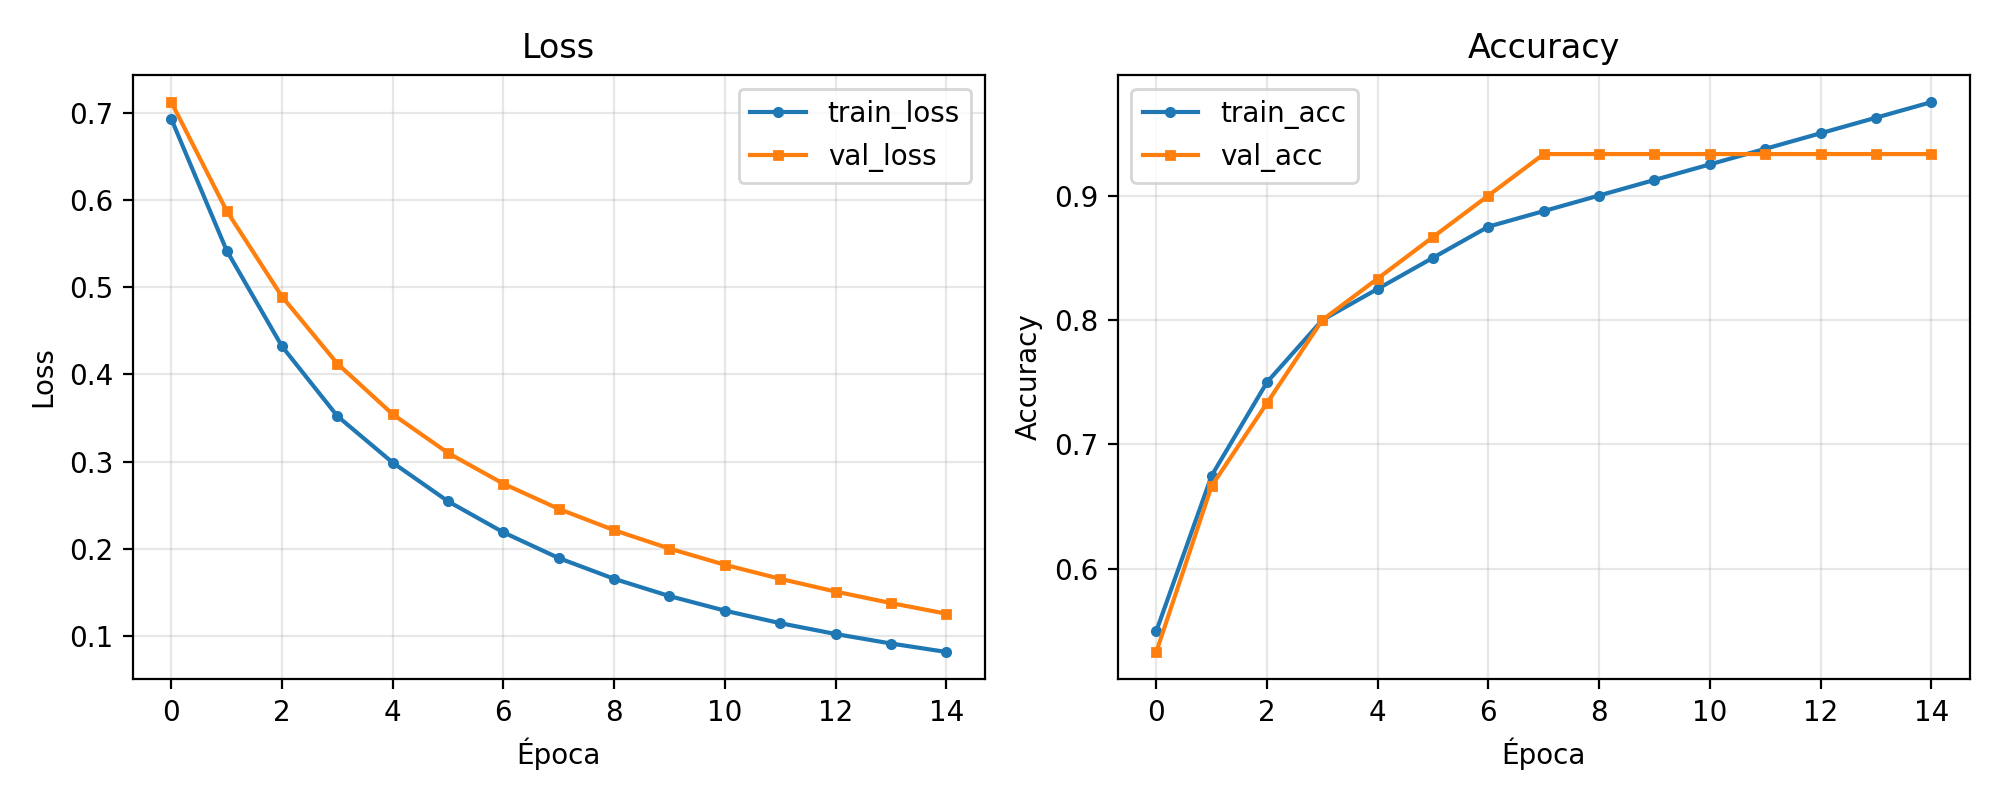 Loss
train_loss
val_loss
0.7
0.6
0.5
0.4
0.3
0.2
0.1
Loss
0 2 4 6 8 10 12 14
Época
Accuracy
train_acc
val_acc
0.9
0.8
0.7
0.6
Accuracy
0 2 4 6 8 10 12 14
Época